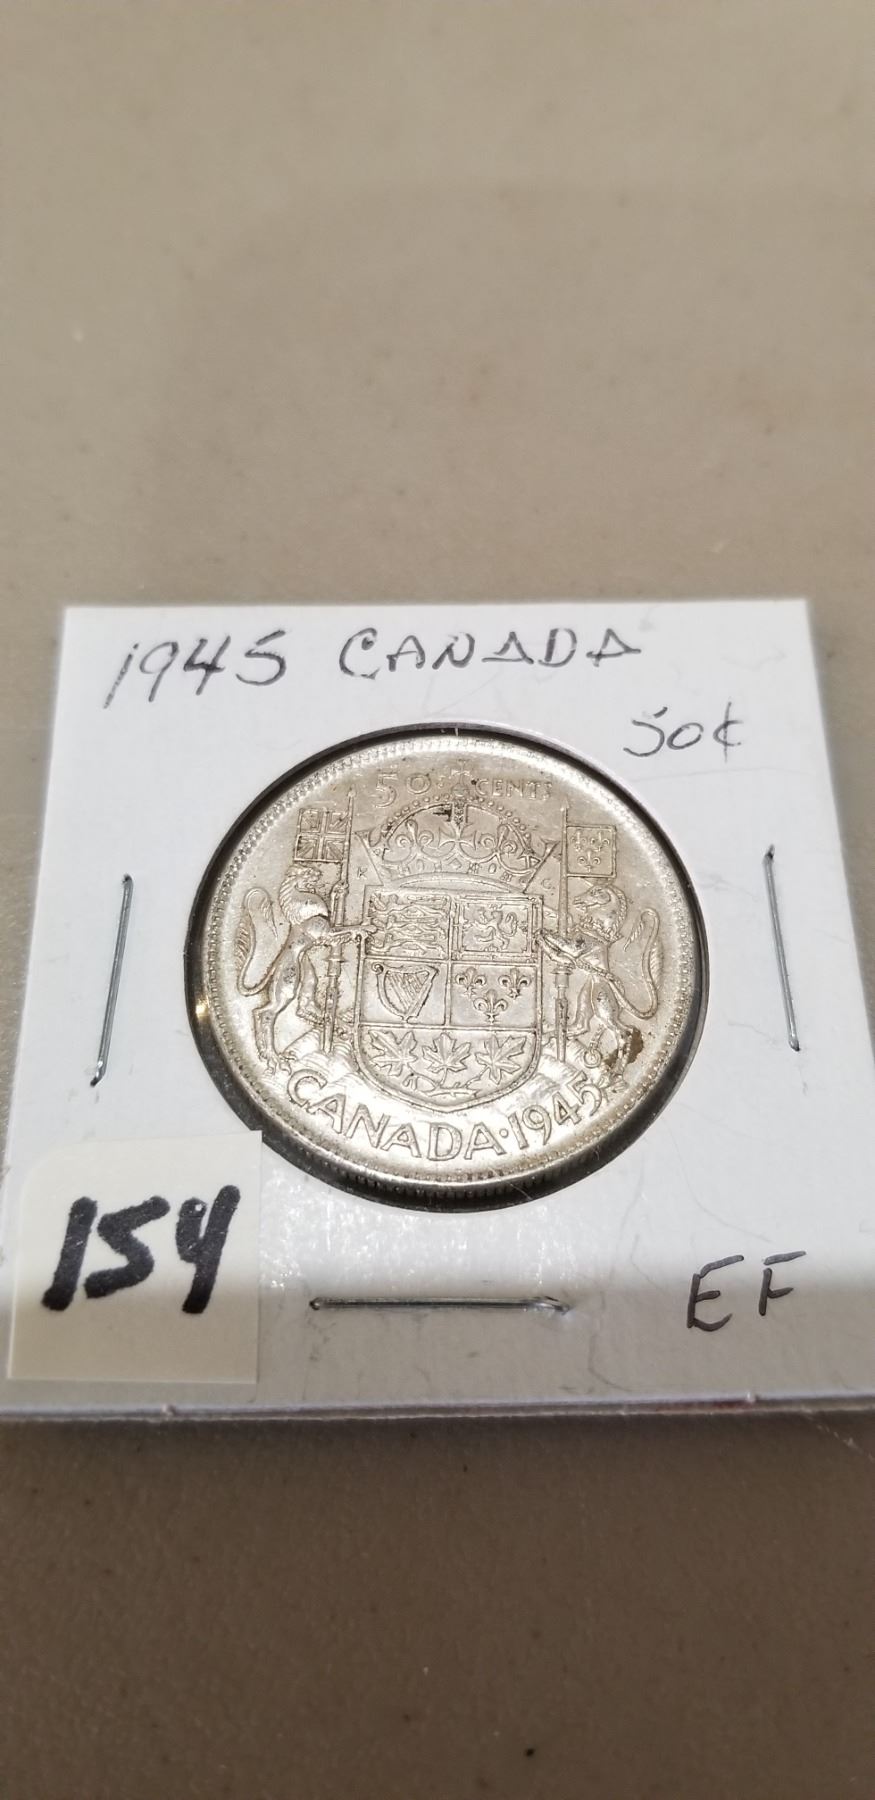 1945 CANADA
50¢
50 CENTS
K G
CANADA·1945
154
EF